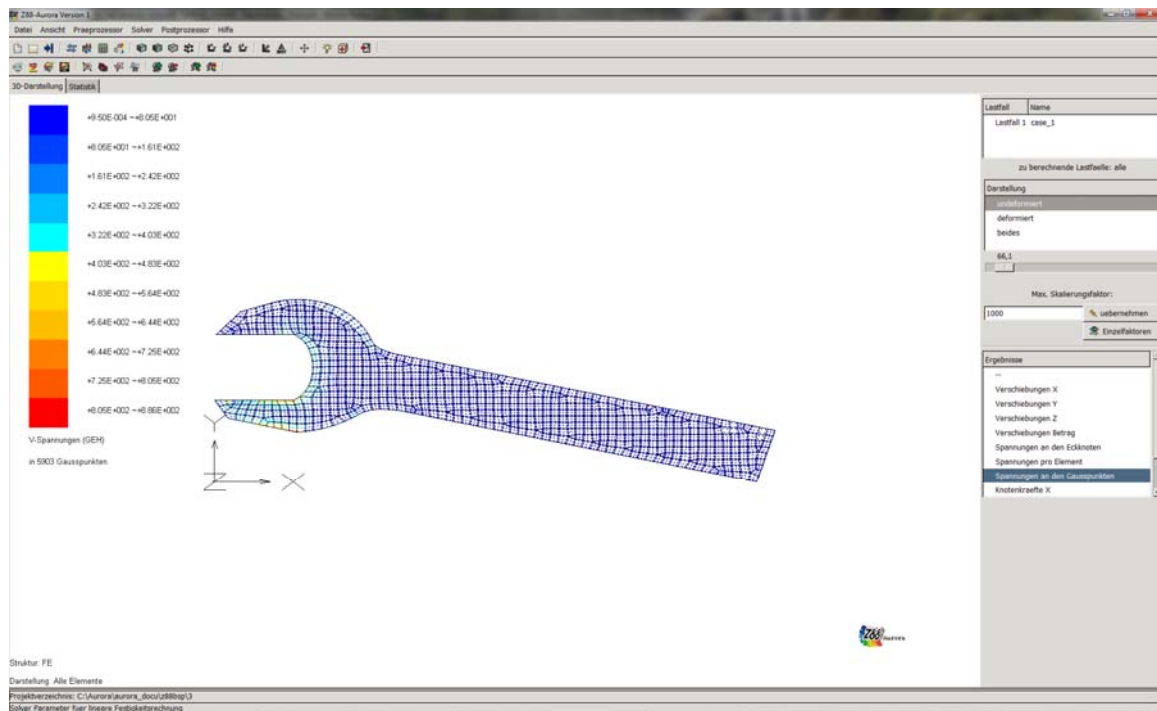 Z88-Aurora Version 1
Datei Ansicht Praeprozessor Solver Postprozessor Hilfe
3D-Darstellung Statistik
+9.50E-004 ~+8.05E+001
+8.05E+001 ~+1.61E+002
+1.61E+002 ~+2.42E+002
+2.42E+002 ~+3.22E+002
+3.22E+002 ~+4.03E+002
+4.03E+002 ~+4.83E+002
+4.83E+002 ~+5.64E+002
+5.64E+002 ~+6.44E+002
+6.44E+002 ~+7.25E+002
+7.25E+002 ~+8.05E+002
+8.05E+002 ~+8.86E+002
V-Spannungen (GEH)
in 5903 Gausspunkten
Y
Z X
Z88 Aurora
Struktur: FE
Darstellung: Alle Elemente
Lastfall Name
Lastfall 1 case_1
zu berechnende Lastfaelle: alle
Darstellung
undeformiert
deformiert
beides
66,1
Max. Skalierungsfaktor:
1000 uebernehmen
Einzelfaktoren
Ergebnisse
--
Verschiebungen X
Verschiebungen Y
Verschiebungen Z
Verschiebungen Betrag
Spannungen an den Eckknoten
Spannungen pro Element
Spannungen an den Gausspunkten
Knotenkraefte X
Projektverzeichnis: C:\Aurora\aurora_docu\z88bsp\3
Solver Parameter fuer lineare Festigkeitsrechnung